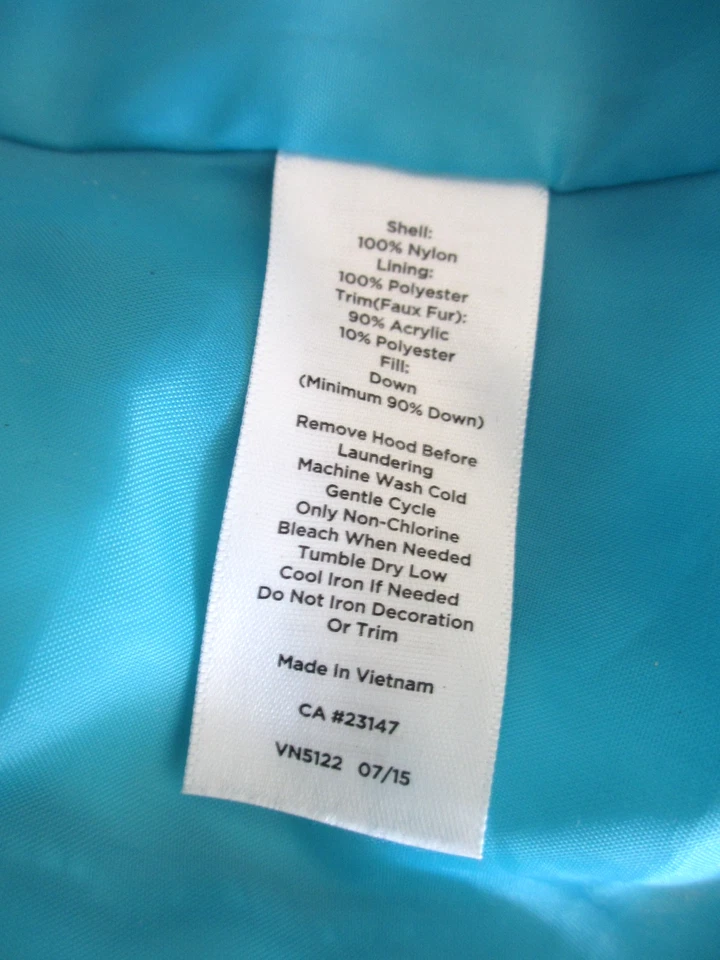 Shell:
100% Nylon
Lining:
100% Polyester
Trim(Faux Fur):
90% Acrylic
10% Polyester
Fill:
Down
(Minimum 90% Down)
Remove Hood Before
Laundering
Machine Wash Cold
Gentle Cycle
Only Non-Chlorine
Bleach When Needed
Tumble Dry Low
Cool Iron If Needed
Do Not Iron Decoration
Or Trim
Made In Vietnam
CA #23147
VN5122 07/15